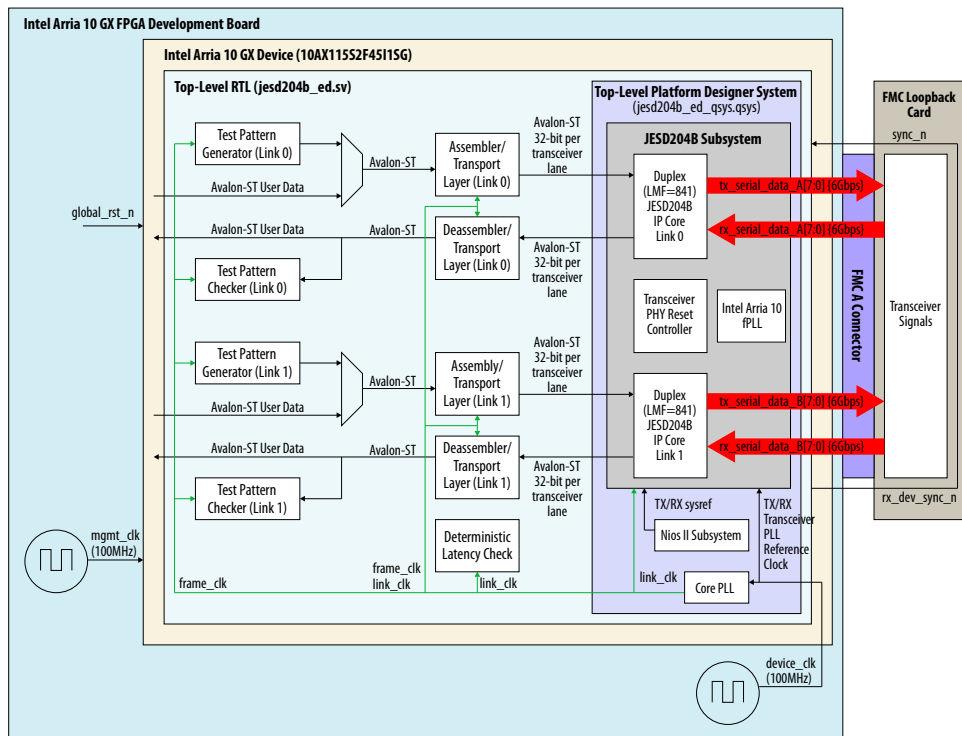 Intel Arria 10 GX FPGA Development Board
Intel Arria 10 GX Device (10AX115S2F45I1SG)
Top-Level RTL (jesd204b_ed.sv)
Top-Level Platform Designer System
(jesd204b_ed_qsys.qsys)
JESD204B Subsystem
FMC Loopback
Card
sync_n
Test Pattern
Generator (Link 0)
Avalon-ST
Avalon-ST User Data
Assembler/
Transport
Layer (Link 0)
Avalon-ST
32-bit per
transceiver
lane
Duplex
(LMF=841)
JESD204B
IP Core
Link 0
tx_serial_data_A[7:0] {6Gbps}
rx_serial_data_A[7:0] {6Gbps}
global_rst_n
Avalon-ST User Data
Avalon-ST
Deassembler/
Transport
Layer (Link 0)
Avalon-ST
32-bit per
transceiver
lane
Test Pattern
Checker (Link 0)
Transceiver
PHY Reset
Controller
Intel Arria 10
fPLL
FMC A Connector
Transceiver
Signals
Test Pattern
Generator (Link 1)
Avalon-ST
Avalon-ST User Data
Assembly/
Transport
Layer (Link 1)
Avalon-ST
32-bit per
transceiver
lane
Duplex
(LMF=841)
JESD204B
IP Core
Link 1
tx_serial_data_B[7:0] {6Gbps}
rx_serial_data_B[7:0] {6Gbps}
Avalon-ST User Data
Avalon-ST
Deassembler/
Transport
Layer (Link 1)
Avalon-ST
32-bit per
transceiver
lane
Test Pattern
Checker (Link 1)
rx_dev_sync_n
TX/RX sysref
TX/RX
Transceiver
PLL
Reference
Clock
Nios II Subsystem
Deterministic
Latency Check
mgmt_clk
(100MHz)
frame_clk
frame_clk
link_clk
link_clk
link_clk
Core PLL
device_clk
(100MHz)